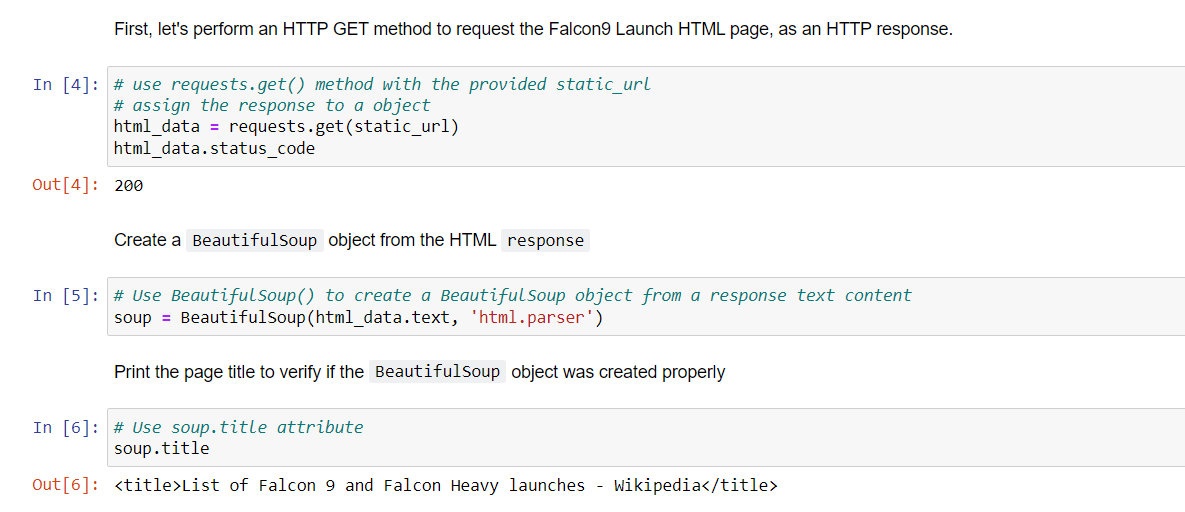 First, let's perform an HTTP GET method to request the Falcon9 Launch HTML page, as an HTTP response.
In [4]: # use requests.get() method with the provided static_url
# assign the response to a object
html_data = requests.get(static_url)
html_data.status_code
Out[4]: 200
Create a BeautifulSoup object from the HTML response
In [5]: # Use BeautifulSoup() to create a BeautifulSoup object from a response text content
soup = BeautifulSoup(html_data.text, 'html.parser')
Print the page title to verify if the BeautifulSoup object was created properly
In [6]: # Use soup.title attribute
soup.title
Out[6]: <title>List of Falcon 9 and Falcon Heavy launches - Wikipedia</title>